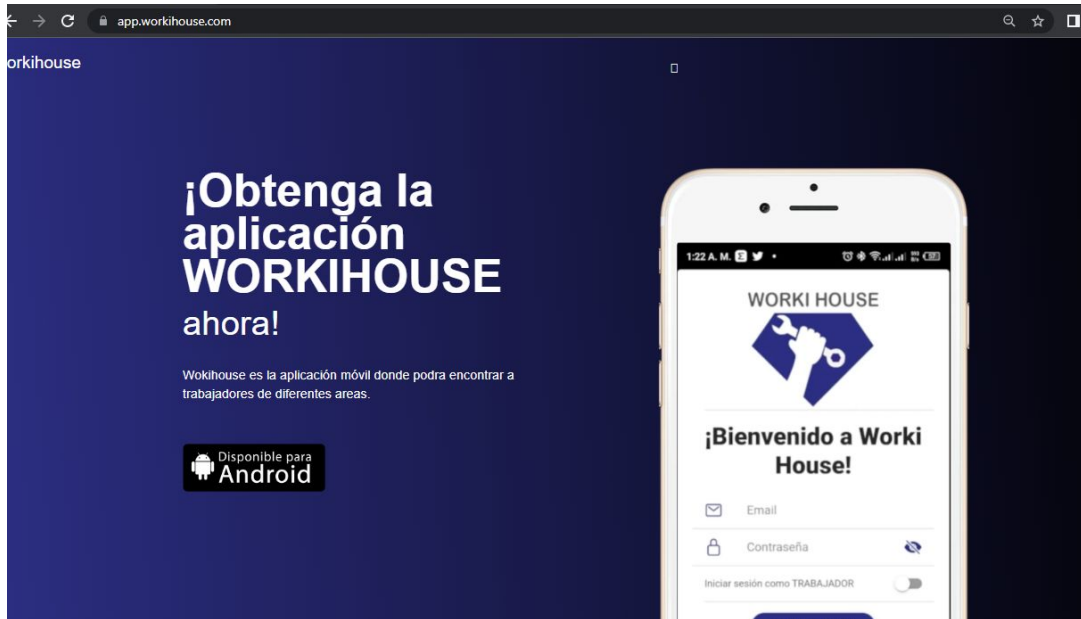 app.workihouse.com
orkihouse
¡Obtenga la
aplicación
WORKIHOUSE
ahora!
Wokihouse es la aplicación móvil donde podra encontrar a
trabajadores de diferentes areas.
Disponible para
Android
1:22 A. M.
WORKI HOUSE
¡Bienvenido a Worki
House!
Email
Contraseña
Iniciar sesión como TRABAJADOR